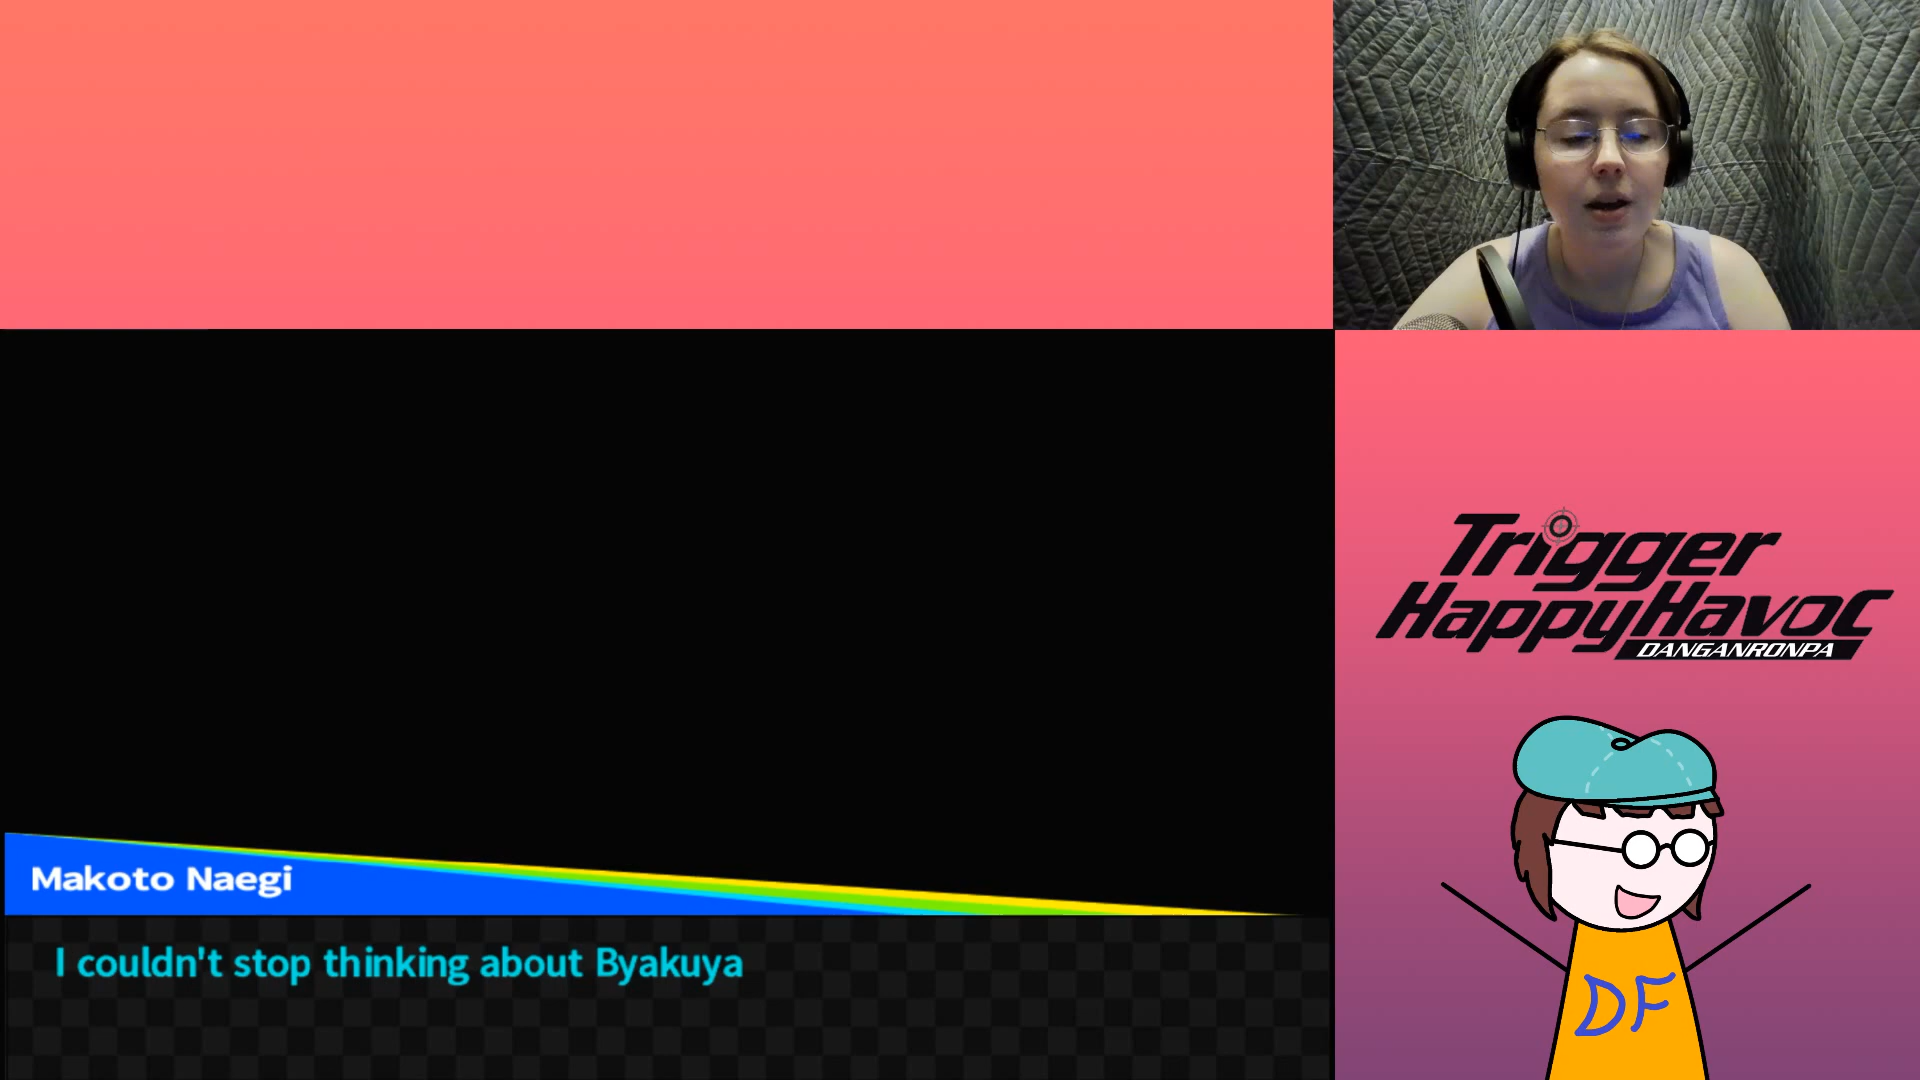 Trigger
Happy Havoc
DANGANRONPA
Makoto Naegi
I couldn't stop thinking about Byakuya
DF